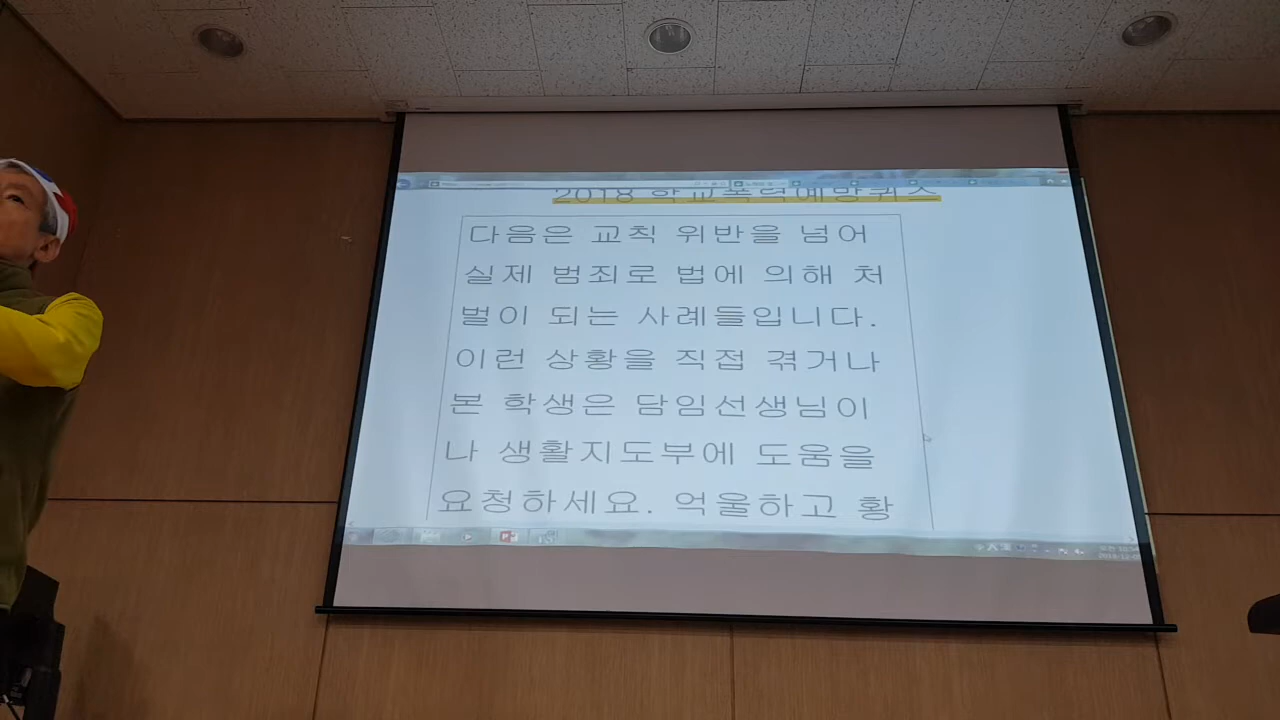 2018 학교폭력예방퀴즈
다음은 교칙 위반을 넘어
실제 범죄로 법에 의해 처
벌이 되는 사례들입니다.
이런 상황을 직접 겪거나
본 학생은 담임선생님이
나 생활지도부에 도움을
요청하세요. 억울하고 황